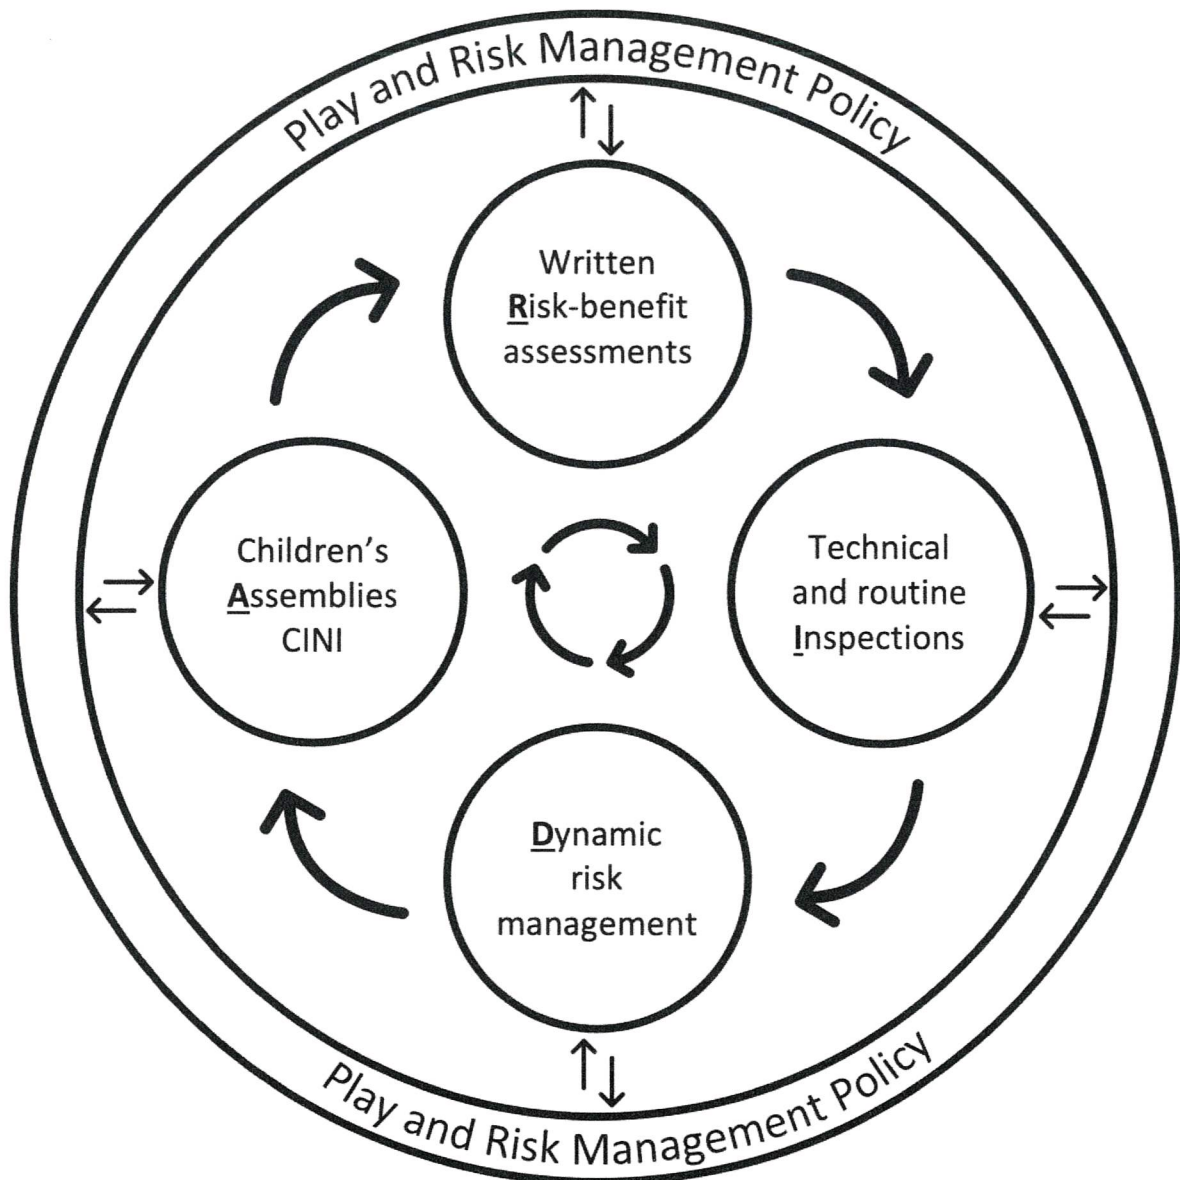 Play and Risk Management Policy
Written
Risk-benefit
assessments
Children's
Assemblies
CINI
Technical
and routine
Inspections
Dynamic
risk
management
Play and Risk Management Policy